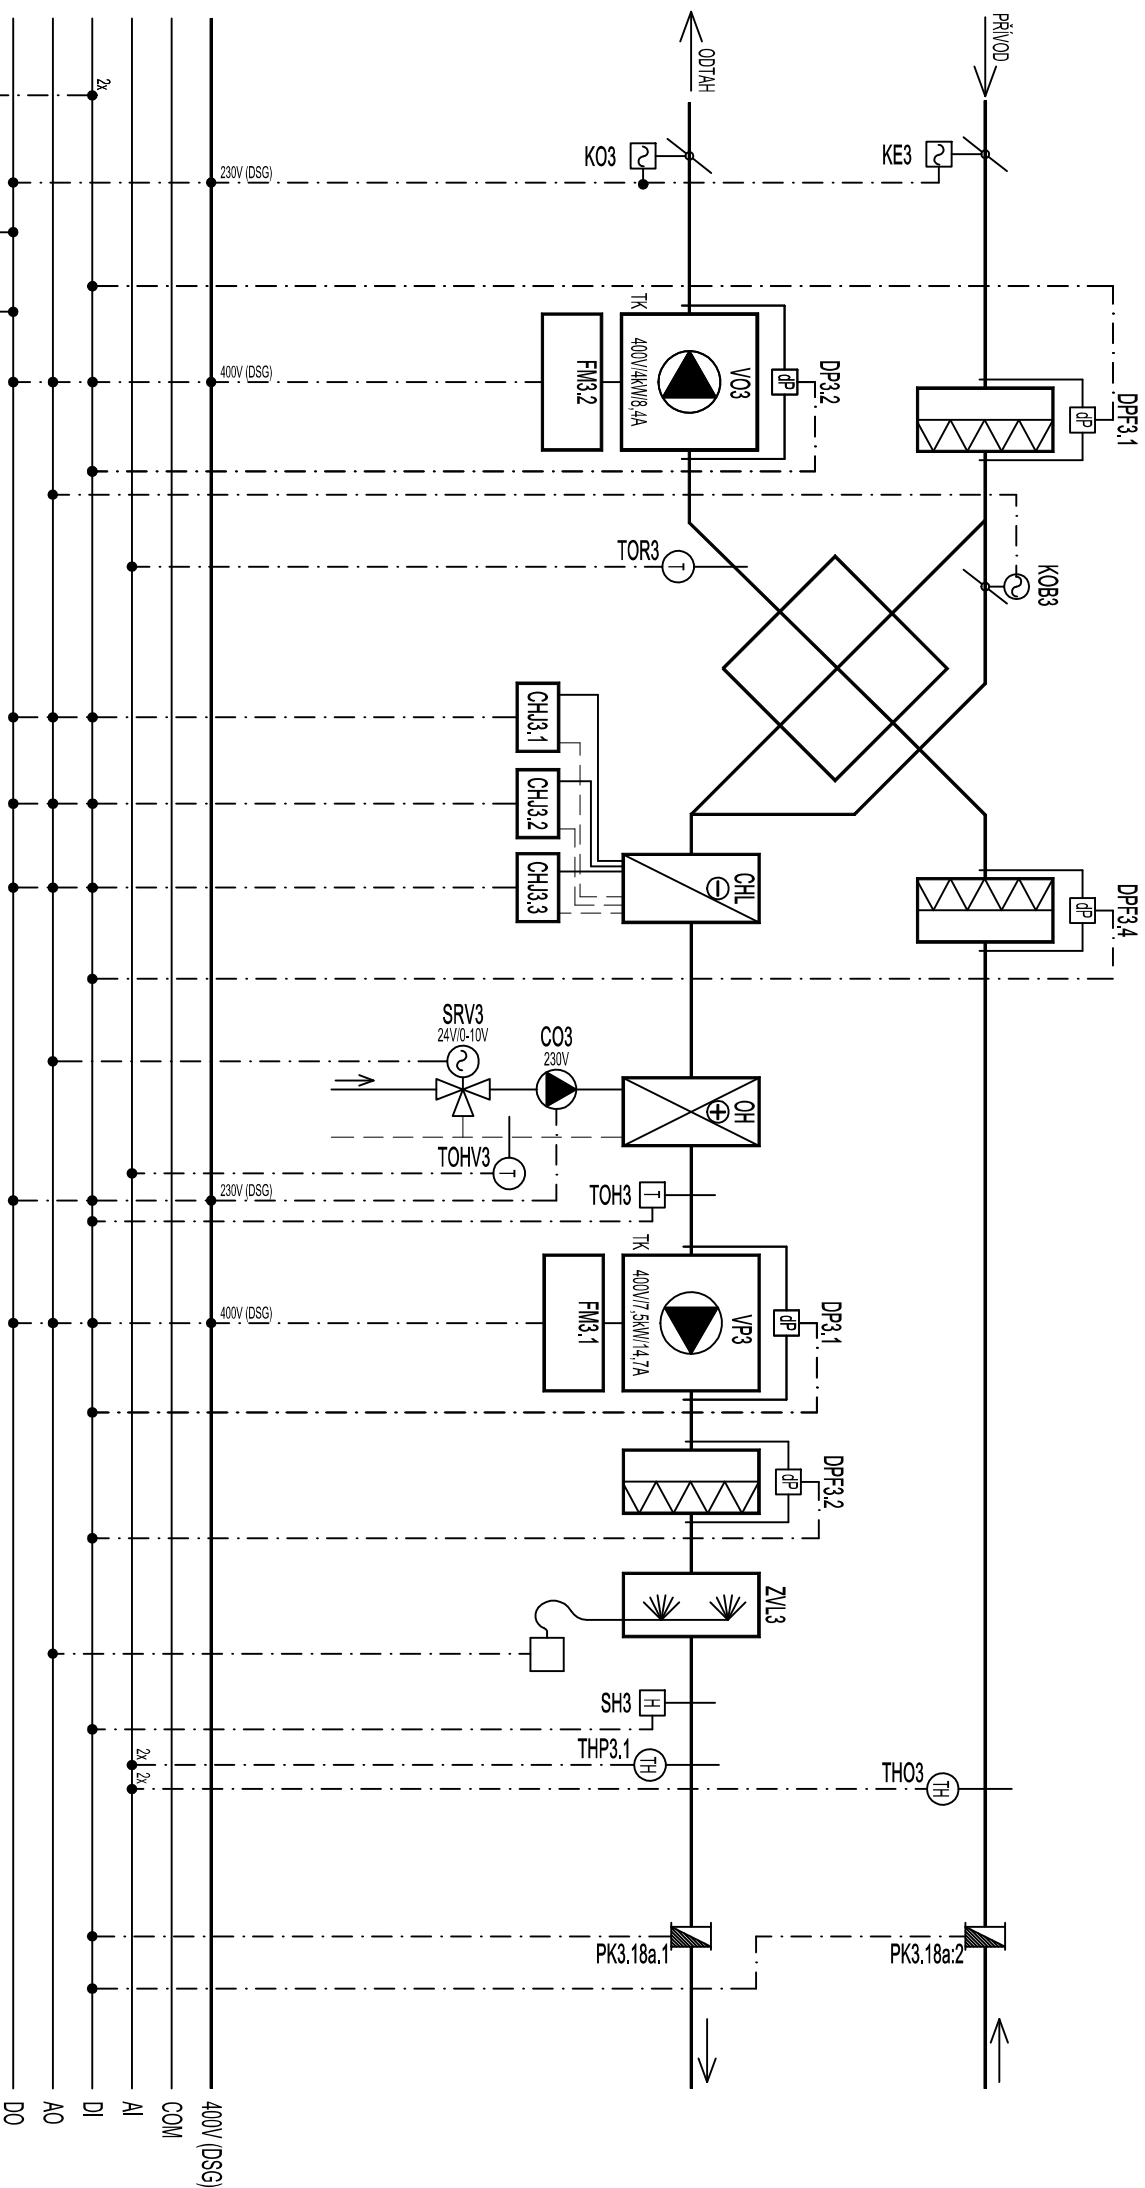 PŘÍVOD
ODTAH
2x
KO3
KE3
230V (DSG)
TK
400V/4kW/8,4A
VO3
FM3.2
DP3.2
dP
DPF3.1
dP
400V (DSG)
TOR3
T
KOB3
CHJ3.1
CHJ3.2
CHJ3.3
CHL
DPF3.4
dP
SRV3
24V/0-10V
CO3
230V
OH
TOHV3
T
230V (DSG)
TOH3
T
TK
400V/7,5kW/14,7A
VP3
FM3.1
DP3.1
dP
400V (DSG)
DPF3.2
dP
ZVL3
SH3
H
THP3.1
TH
2x
2x
THO3
TH
PK3.18a.1
PK3.18a.2
400V (DSG)
COM
AI
DI
AO
DO